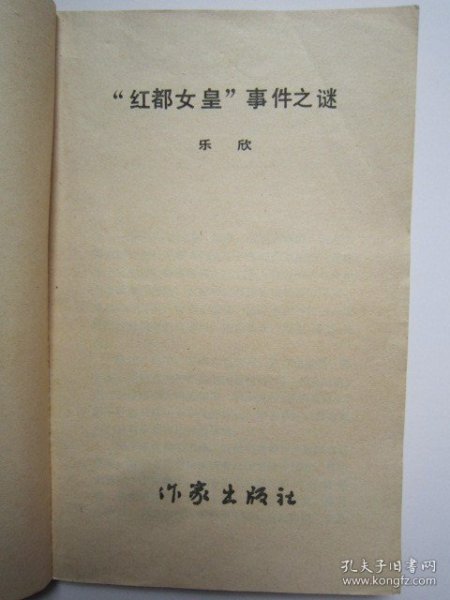 “红都女皇”事件之谜
乐 欣
作家出版社
孔夫子旧书网
www.kongfz.com